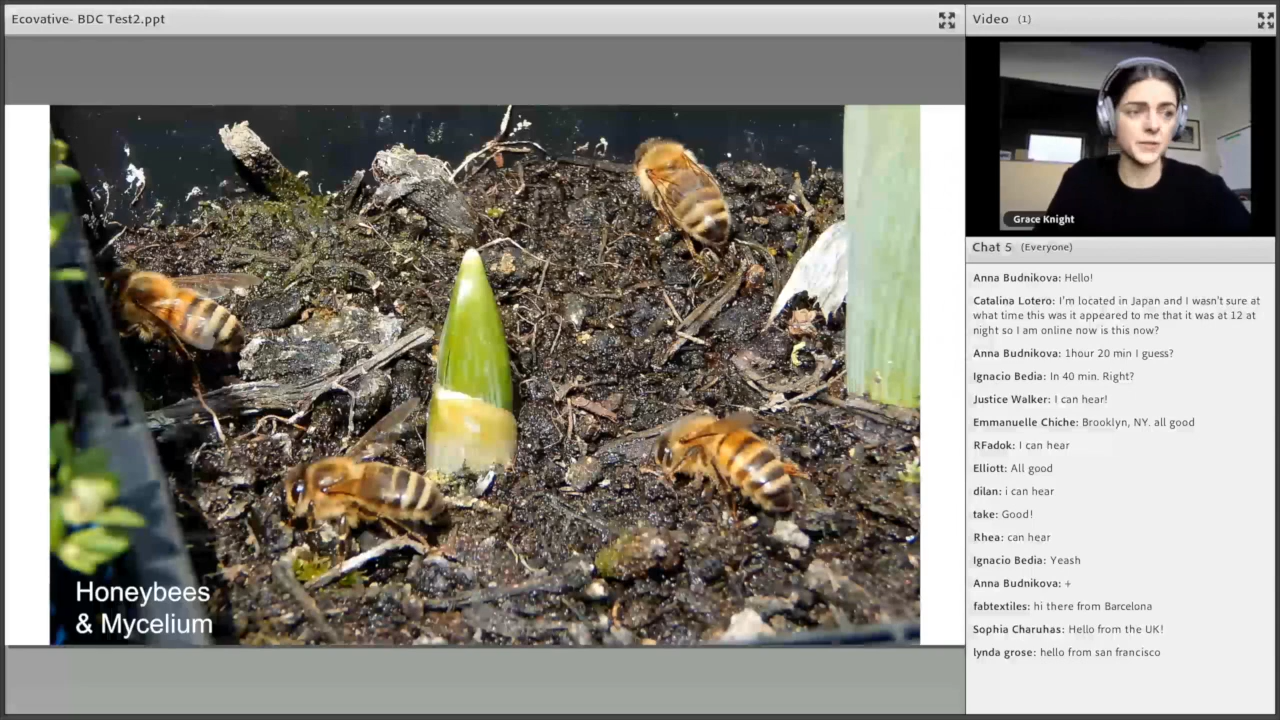 Ecovative- BDC Test2.ppt
Honeybees
& Mycelium
Video (1)
Grace Knight
Chat 5 (Everyone)
Anna Budnikova: Hello!
Catalina Lotero: I'm located in Japan and I wasn't sure at
what time this was it appeared to me that it was at 12 at
night so I am online now is this now?
Anna Budnikova: 1hour 20 min I guess?
Ignacio Bedia: In 40 min. Right?
Justice Walker: I can hear!
Emmanuelle Chiche: Brooklyn, NY. all good
RFadok: I can hear
Elliott: All good
dilan: i can hear
take: Good!
Rhea: can hear
Ignacio Bedia: Yeash
Anna Budnikova: +
fabtextiles: hi there from Barcelona
Sophia Charuhas: Hello from the UK!
lynda grose: hello from san francisco